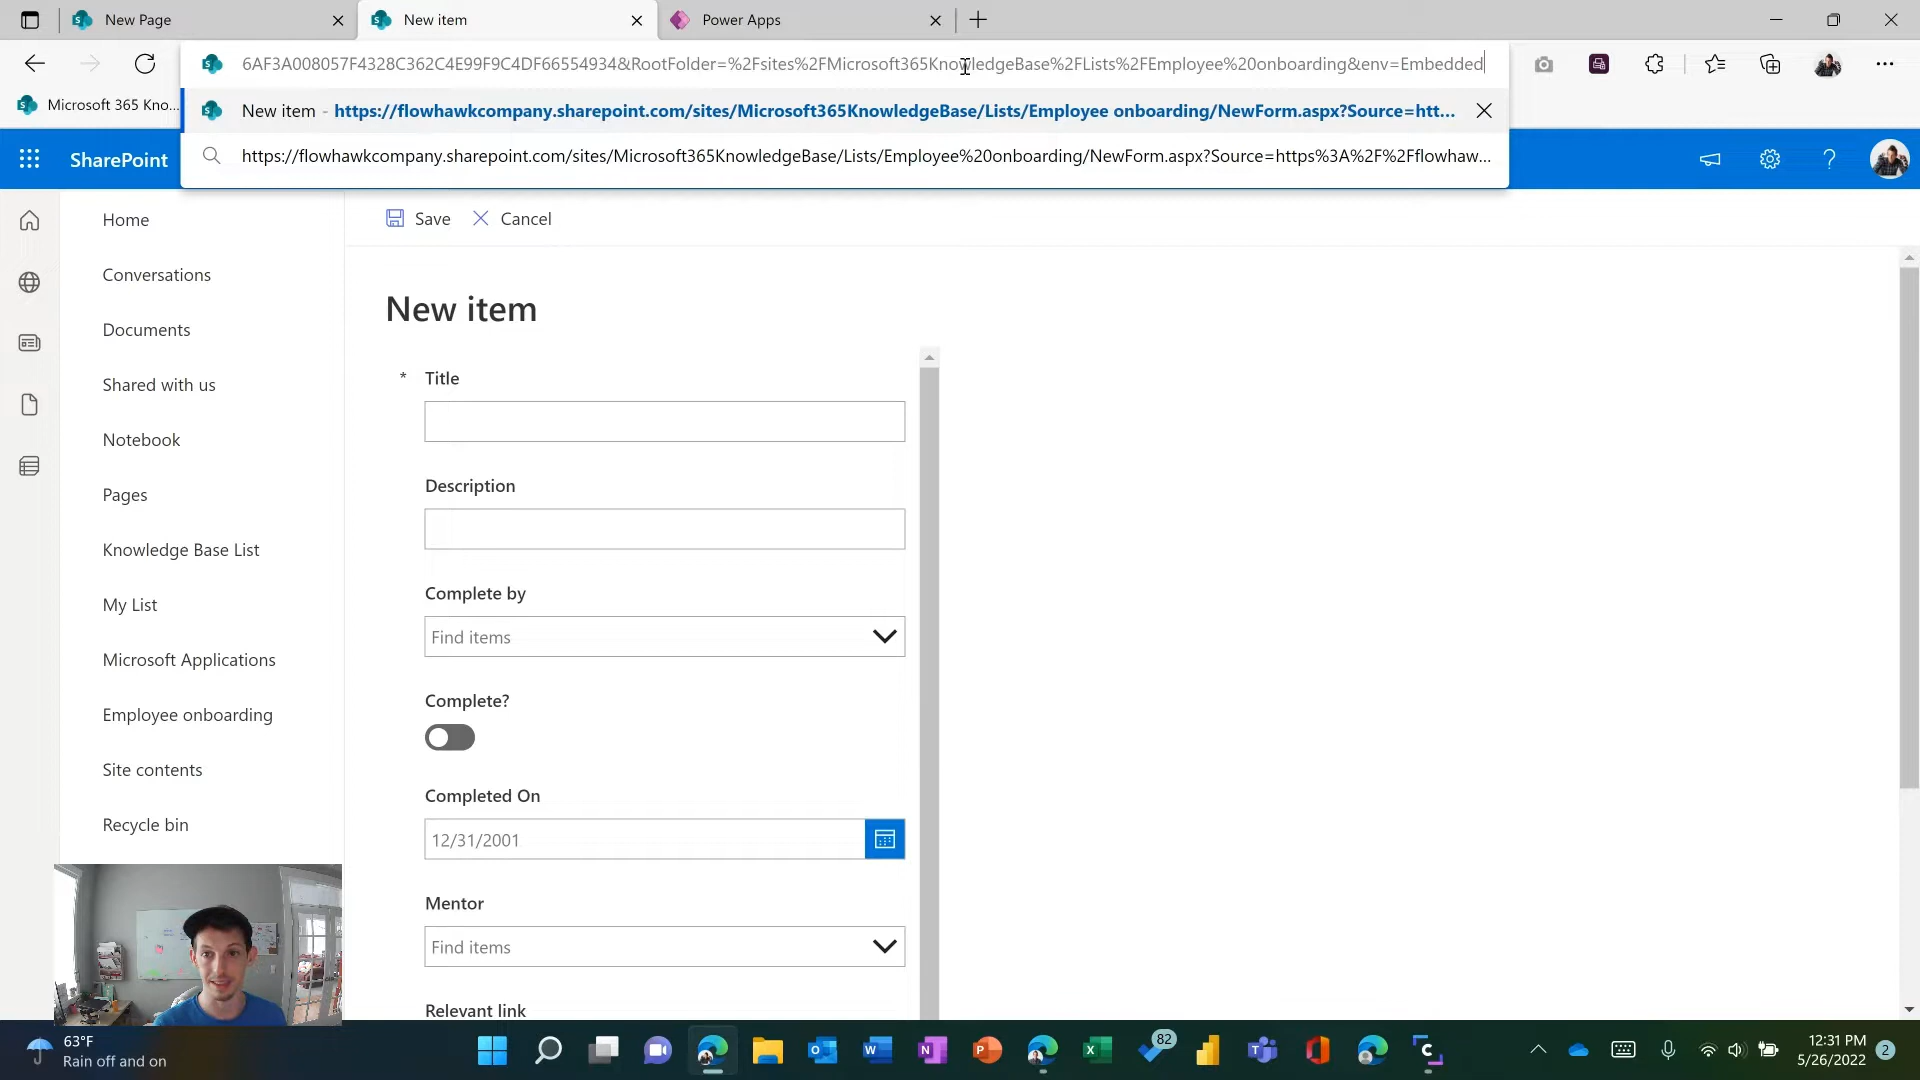 New Page
New item
Power Apps
6AF3A008057F4328C362C4E99F9C4DF66554934&RootFolder=%2Fsites%2FMicrosoft365KnowledgeBase%2FLists%2FEmployee%20onboarding&env=Embedded
Microsoft 365 Kno...
New item - https://flowhawkcompany.sharepoint.com/sites/Microsoft365KnowledgeBase/Lists/Employee onboarding/NewForm.aspx?Source=htt...
https://flowhawkcompany.sharepoint.com/sites/Microsoft365KnowledgeBase/Lists/Employee%20onboarding/NewForm.aspx?Source=https%3A%2F%2Fflowhaw...
SharePoint
Home
Conversations
Documents
Shared with us
Notebook
Pages
Knowledge Base List
My List
Microsoft Applications
Employee onboarding
Site contents
Recycle bin
Save
Cancel
New item
* Title
Description
Complete by
Find items
Complete?
Completed On
12/31/2001
Mentor
Find items
Relevant link
63°F
Rain off and on
82
12:31 PM
5/26/2022
2